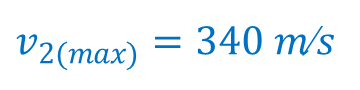 v₂₍ₘₐₓ₎ = 340 m/s